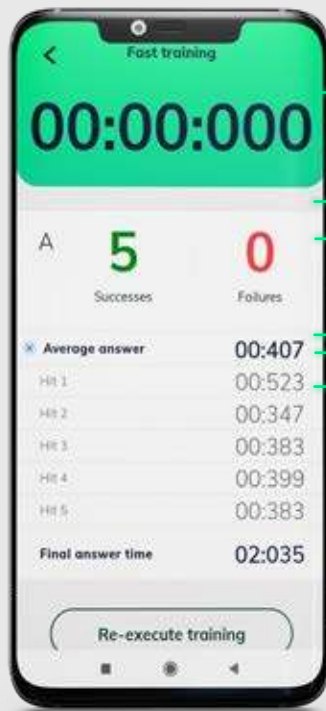 Fast training
00:00:000
A 5 0
Successes Failures
Average answer 00:407
Hit 1 00:523
Hit 2 00:347
Hit 3 00:383
Hit 4 00:399
Hit 5 00:383
Final answer time 02:035
Re-execute training